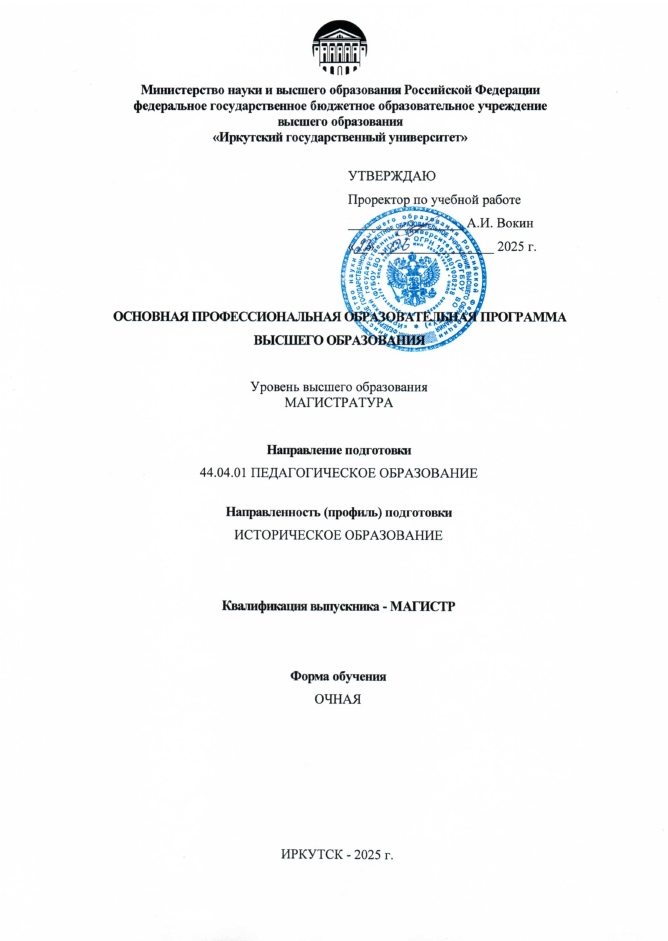 Министерство науки и высшего образования Российской Федерации
федеральное государственное бюджетное образовательное учреждение
высшего образования
«Иркутский государственный университет»
УТВЕРЖДАЮ
Проректор по учебной работе
А.И. Вокин
2025 г.
ОГРН 1023801008218
ОСНОВНАЯ ПРОФЕССИОНАЛЬНАЯ ОБРАЗОВАТЕЛЬНАЯ ПРОГРАММА
ВЫСШЕГО ОБРАЗОВАНИЯ
Уровень высшего образования
МАГИСТРАТУРА
Направление подготовки
44.04.01 ПЕДАГОГИЧЕСКОЕ ОБРАЗОВАНИЕ
Направленность (профиль) подготовки
ИСТОРИЧЕСКОЕ ОБРАЗОВАНИЕ
Квалификация выпускника - МАГИСТР
Форма обучения
ОЧНАЯ
ИРКУТСК - 2025 г.